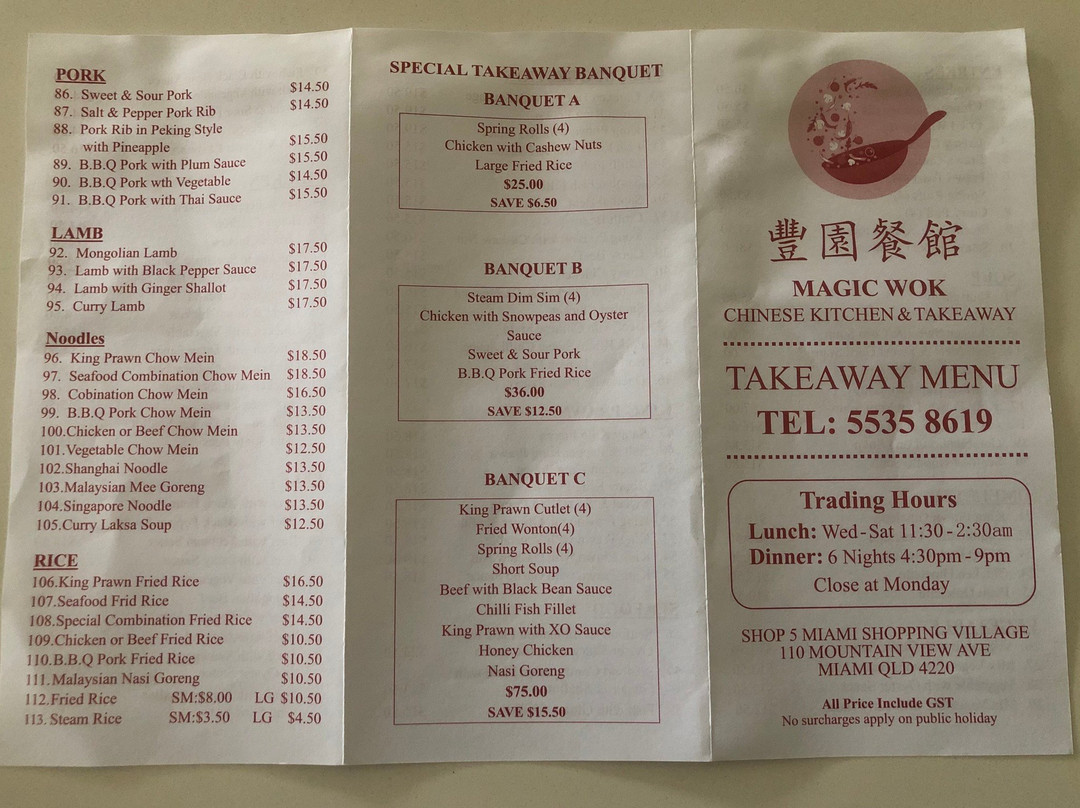 PORK
86. Sweet & Sour Pork $14.50
87. Salt & Pepper Pork Rib $14.50
88. Pork Rib in Peking Style
with Pineapple $15.50
89. B.B.Q Pork with Plum Sauce $15.50
90. B.B.Q Pork wth Vegetable $14.50
91. B.B.Q Pork with Thai Sauce $15.50
LAMB
92. Mongolian Lamb $17.50
93. Lamb with Black Pepper Sauce $17.50
94. Lamb with Ginger Shallot $17.50
95. Curry Lamb $17.50
Noodles
96. King Prawn Chow Mein $18.50
97. Seafood Combination Chow Mein $18.50
98. Cobination Chow Mein $16.50
99. B.B.Q Pork Chow Mein $13.50
100.Chicken or Beef Chow Mein $13.50
101.Vegetable Chow Mein $12.50
102.Shanghai Noodle $13.50
103.Malaysian Mee Goreng $13.50
104.Singapore Noodle $13.50
105.Curry Laksa Soup $12.50
RICE
106.King Prawn Fried Rice $16.50
107.Seafood Frid Rice $14.50
108.Special Combination Fried Rice $14.50
109.Chicken or Beef Fried Rice $10.50
110.B.B.Q Pork Fried Rice $10.50
111.Malaysian Nasi Goreng $10.50
112.Fried Rice SM:$8.00 LG $10.50
113.Steam Rice SM:$3.50 LG $4.50
SPECIAL TAKEAWAY BANQUET
BANQUET A
Spring Rolls (4)
Chicken with Cashew Nuts
Large Fried Rice
$25.00
SAVE $6.50
BANQUET B
Steam Dim Sim (4)
Chicken with Snowpeas and Oyster
Sauce
Sweet & Sour Pork
B.B.Q Pork Fried Rice
$36.00
SAVE $12.50
BANQUET C
King Prawn Cutlet (4)
Fried Wonton(4)
Spring Rolls (4)
Short Soup
Beef with Black Bean Sauce
Chilli Fish Fillet
King Prawn with XO Sauce
Honey Chicken
Nasi Goreng
$75.00
SAVE $15.50
豐園餐館
MAGIC WOK
CHINESE KITCHEN & TAKEAWAY
TAKEAWAY MENU
TEL: 5535 8619
Trading Hours
Lunch: Wed-Sat 11:30-2:30am
Dinner: 6 Nights 4:30pm-9pm
Close at Monday
SHOP 5 MIAMI SHOPPING VILLAGE
110 MOUNTAIN VIEW AVE
MIAMI QLD 4220
All Price Include GST
No surcharges apply on public holiday